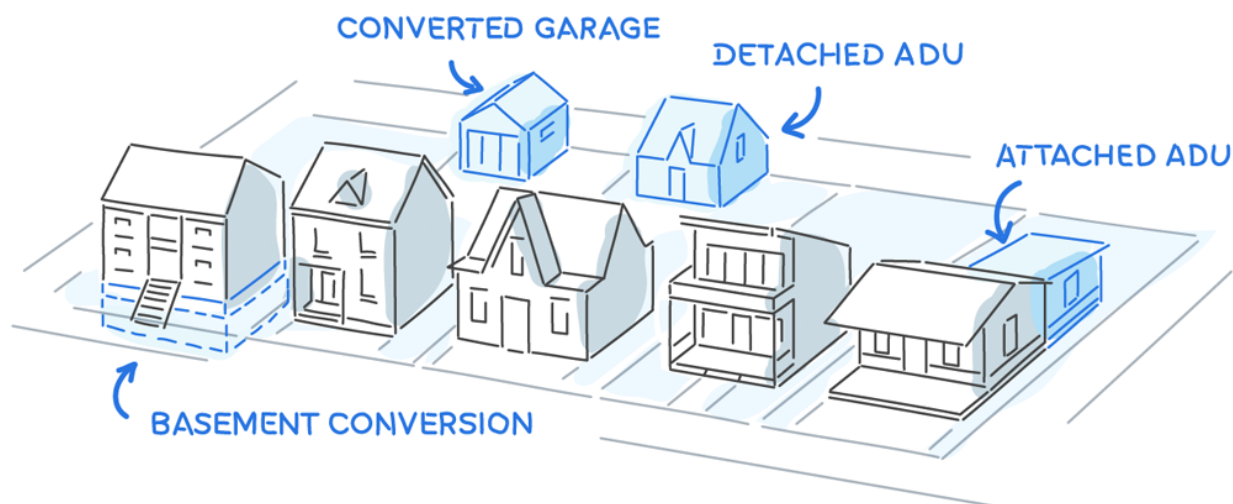 CONVERTED GARAGE
DETACHED ADU
ATTACHED ADU
BASEMENT CONVERSION